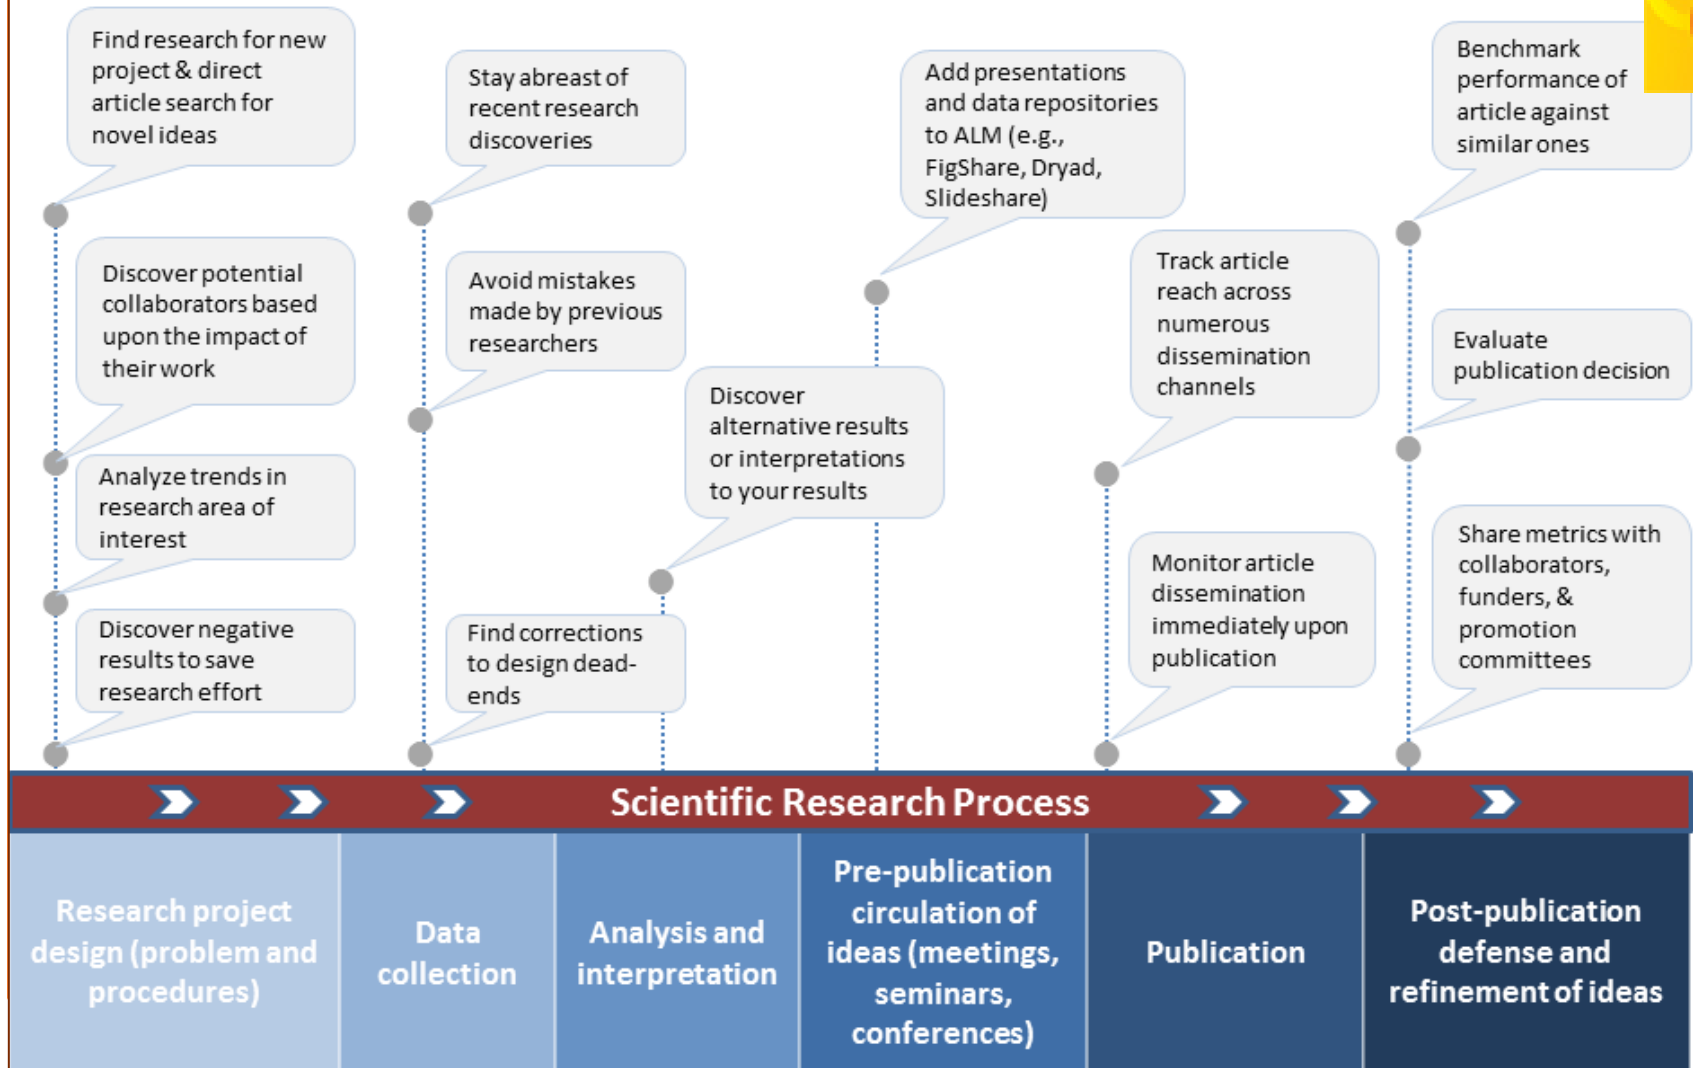 Find research for new
project & direct
article search for
novel ideas
Discover potential
collaborators based
upon the impact of
their work
Analyze trends in
research area of
interest
Discover negative
results to save
research effort
Stay abreast of
recent research
discoveries
Avoid mistakes
made by previous
researchers
Find corrections
to design dead-
ends
Discover
alternative results
or interpretations
to your results
Add presentations
and data repositories
to ALM (e.g.,
FigShare, Dryad,
Slideshare)
Track article
reach across
numerous
dissemination
channels
Monitor article
dissemination
immediately upon
publication
Benchmark
performance of
article against
similar ones
Evaluate
publication decision
Share metrics with
collaborators,
funders, &
promotion
committees
Scientific Research Process
Research project
design (problem and
procedures)
Data
collection
Analysis and
interpretation
Pre-publication
circulation of
ideas (meetings,
seminars,
conferences)
Publication
Post-publication
defense and
refinement of ideas